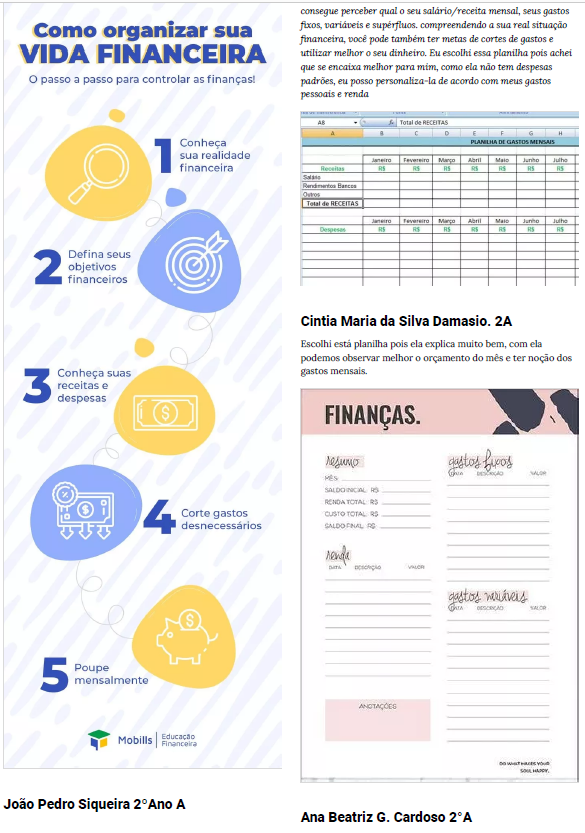 Como organizar sua
VIDA FINANCEIRA
O passo a passo para controlar as finanças!
1 Conheça
sua realidade
financeira
2 Defina seus
objetivos
financeiros
3 Conheça suas
receitas e
despesas
4 Corte gastos
desnecessários
5 Poupe
mensalmente
Mobills Educação
Financeira
João Pedro Siqueira 2°Ano A
consegue perceber qual o seu salário/receita mensal, seus gastos
fixos, variáveis e supérfluos. compreendendo a sua real situação
financeira, você pode também ter metas de cortes de gastos e
utilizar melhor o seu dinheiro. Eu escolhi essa planilha pois achei
que se encaixa melhor para mim, como ela não tem despesas
padrões, eu posso personaliza-la de acordo com meus gastos
pessoais e renda
A8 fx Total de RECEITAS
A B C D E F G H
PLANILHA DE GASTOS MENSAIS
Janeiro Fevereiro Março Abril Maio Junho Julho
Receitas R$ R$ R$ R$ R$ R$ R$
Salário
Rendimentos Bancos
Outros
Total de RECEITAS
Janeiro Fevereiro Março Abril Maio Junho Julho
Despesas R$ R$ R$ R$ R$ R$ R$
Cintia Maria da Silva Damasio. 2A
Escolhi está planilha pois ela explica muito bem, com ela
podemos observar melhor o orçamento do mês e ter noção dos
gastos mensais.
FINANÇAS.
resumo
MÊS:
SALDO INICIAL R$
RENDA TOTAL R$
CUSTO TOTAL R$
SALDO FINAL R$
renda
DATA DESCRIÇÃO VALOR
ANOTAÇÕES
gastos fixos
DATA DESCRIÇÃO VALOR
gastos variáveis
DATA DESCRIÇÃO VALOR
DO WHAT MAKES YOUR
SOUL HAPPY.
Ana Beatriz G. Cardoso 2°A